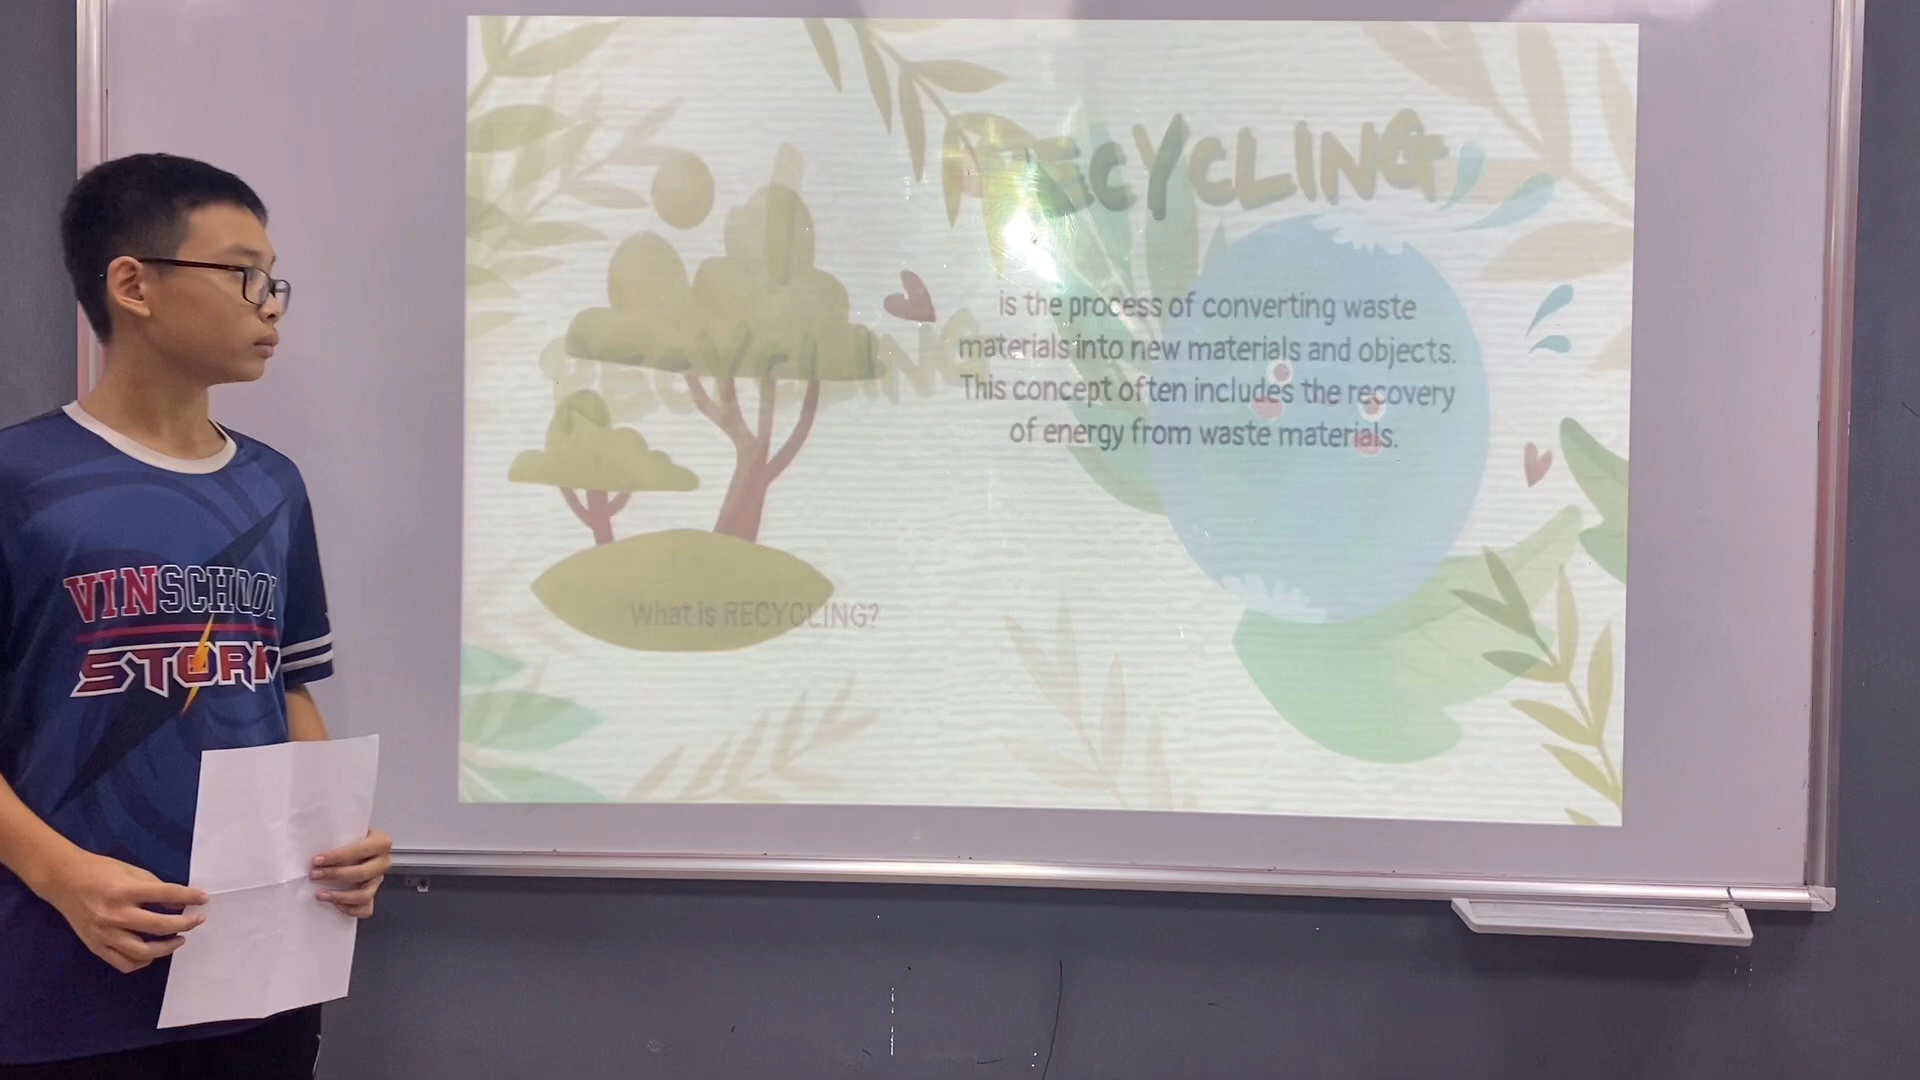 RECYCLING
is the process of converting waste
materials into new materials and objects.
This concept often includes the recovery
of energy from waste materials.
RECYCLING
What is RECYCLING?
VINSCHOOL
STORM